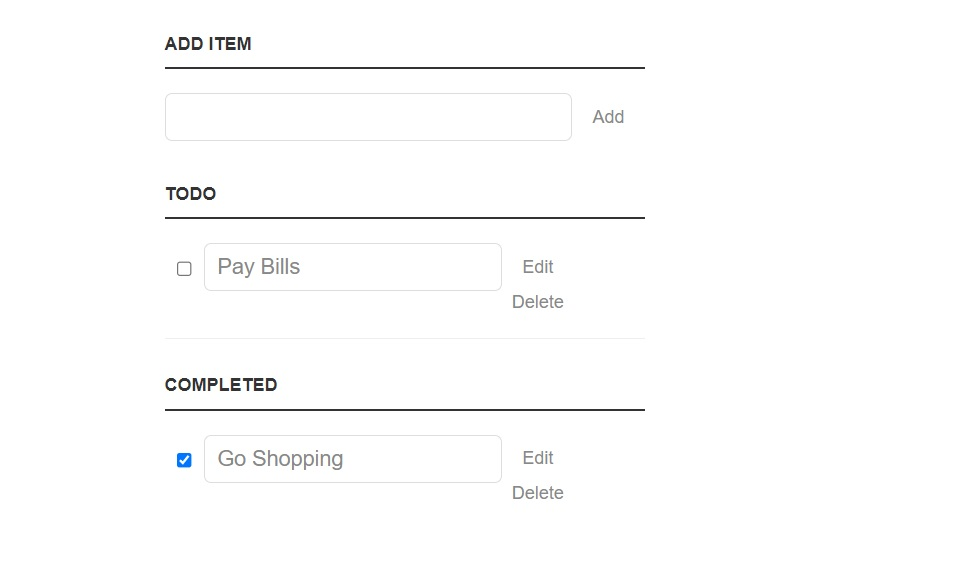 ADD ITEM
Add
TODO
Pay Bills
Edit
Delete
COMPLETED
Go Shopping
Edit
Delete